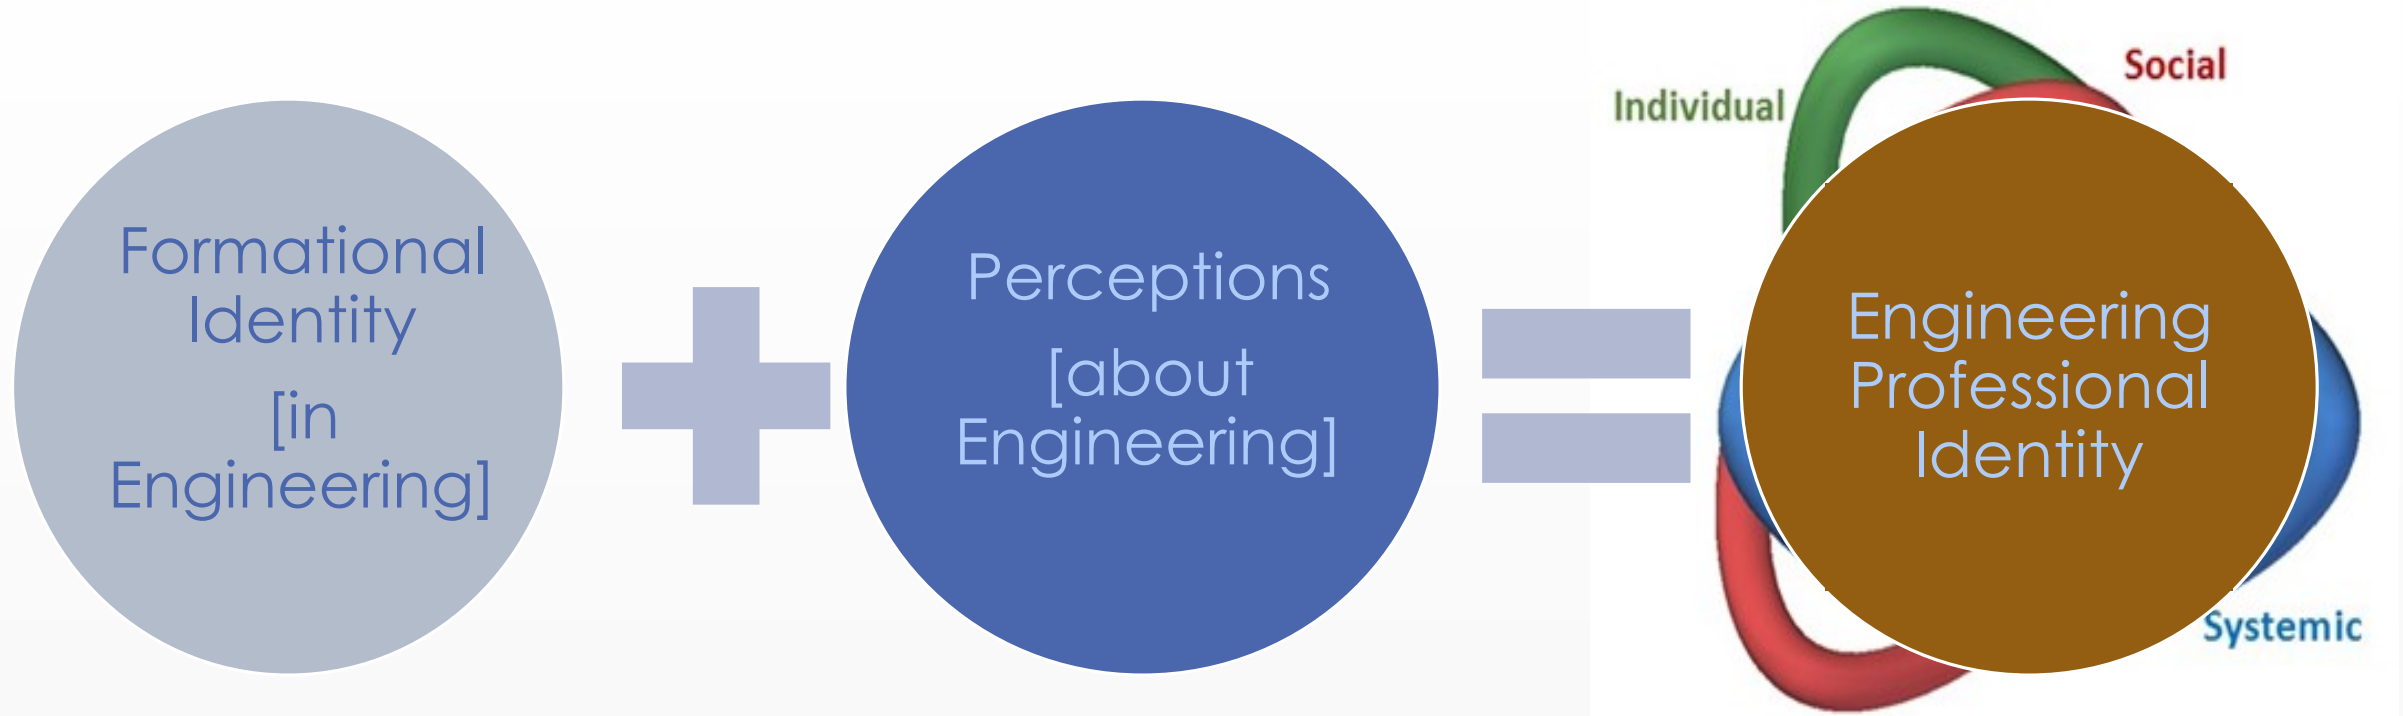 Formational
Identity
[in
Engineering]
Perceptions
[about
Engineering]
Individual
Social
Engineering
Professional
Identity
Systemic